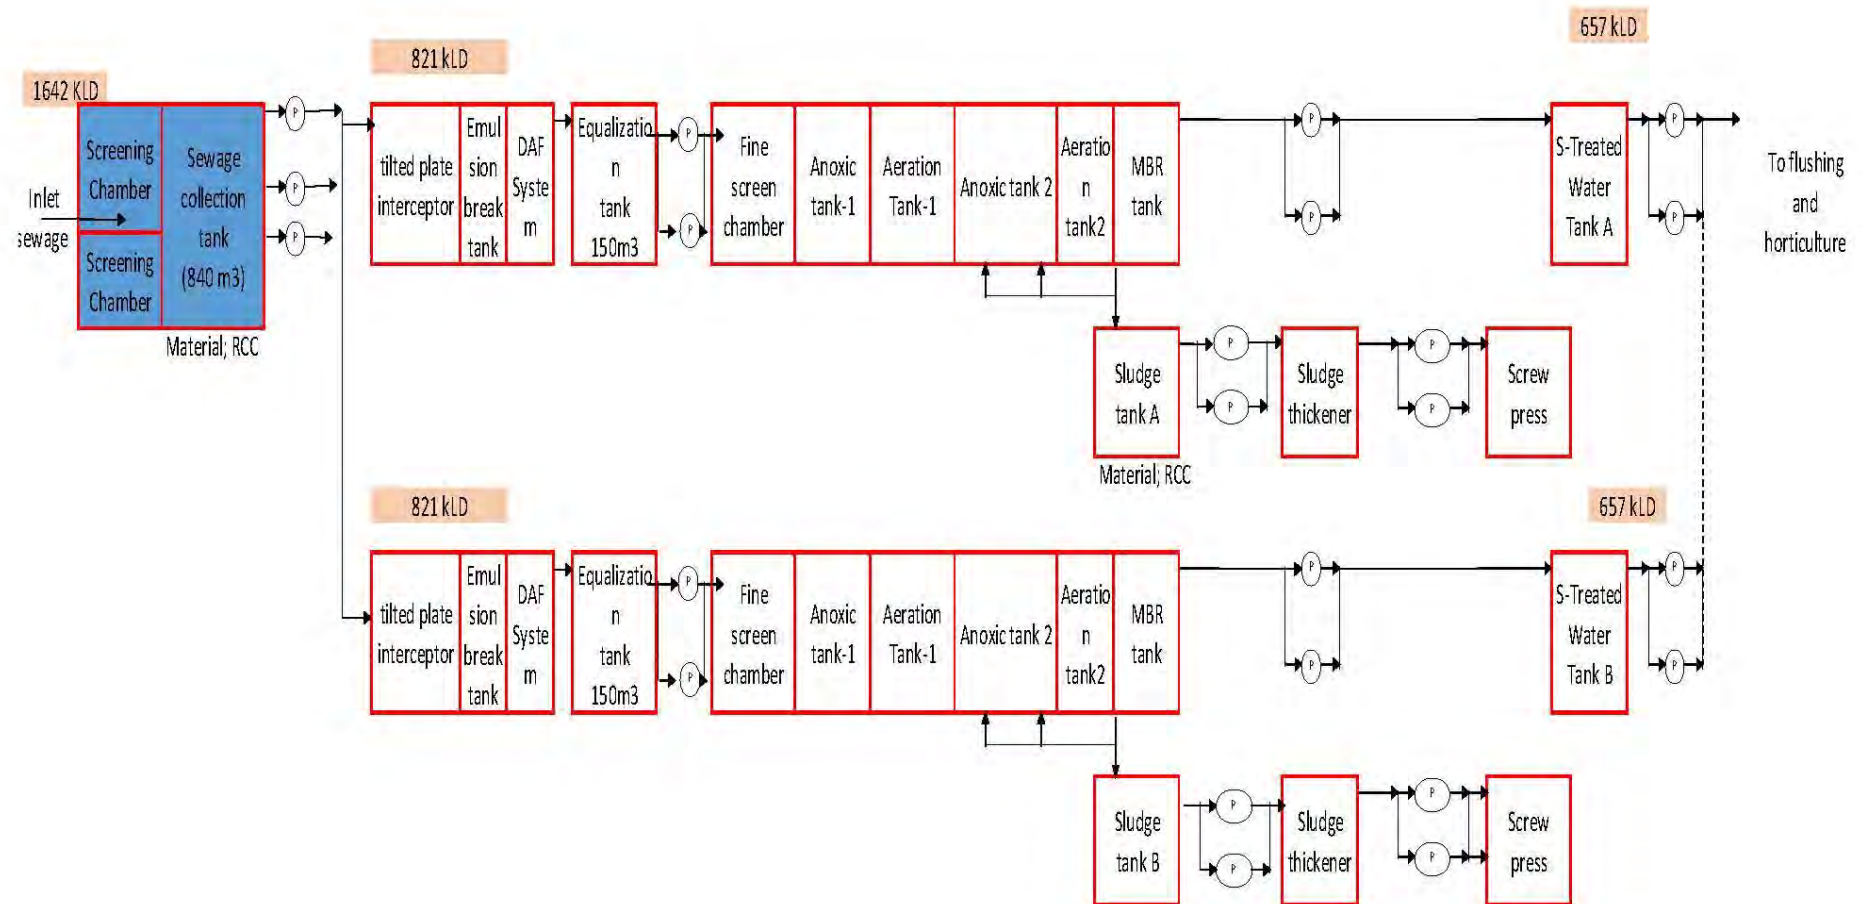 657 kLD
821 kLD
1642 KLD
Screening
Chamber
Screening
Chamber
Inlet
sewage
Sewage
collection
tank
(840 m3)
Material; RCC
P
P
P
tilted plate
interceptor
Emul
sion
break
tank
DAF
Syste
m
Equalizatio
n
tank
150m3
P
P
Fine
screen
chamber
Anoxic
tank-1
Aeration
Tank-1
Anoxic tank 2
Aeratio
n
tank2
MBR
tank
P
P
S-Treated
Water
Tank A
P
P
To flushing
and
horticulture
Sludge
tank A
Material; RCC
P
P
Sludge
thickener
P
P
Screw
press
821 kLD
657 kLD
tilted plate
interceptor
Emul
sion
break
tank
DAF
Syste
m
Equalizatio
n
tank
150m3
P
P
Fine
screen
chamber
Anoxic
tank-1
Aeration
Tank-1
Anoxic tank 2
Aeratio
n
tank2
MBR
tank
P
P
S-Treated
Water
Tank B
P
P
Sludge
tank B
P
P
Sludge
thickener
P
P
Screw
press